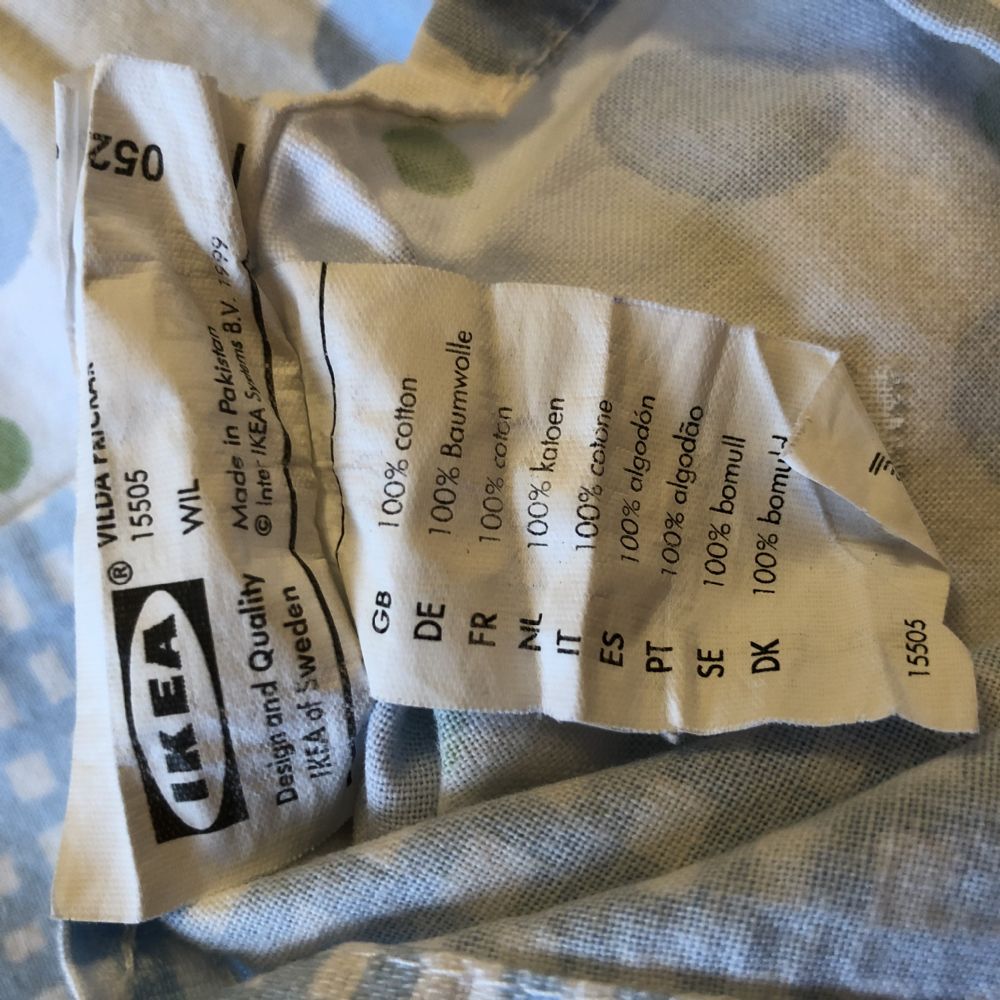 052
IKEA®
VILDA PRICKAR
15505
WIL
Design and Quality
IKEA of Sweden
Made in Pakistan
© Inter IKEA Systems B.V. 1999
GB 100% cotton
DE 100% Baumwolle
FR 100% coton
NL 100% katoen
IT 100% cotone
ES 100% algodón
PT 100% algodão
SE 100% bomull
DK 100% bomuld
15505